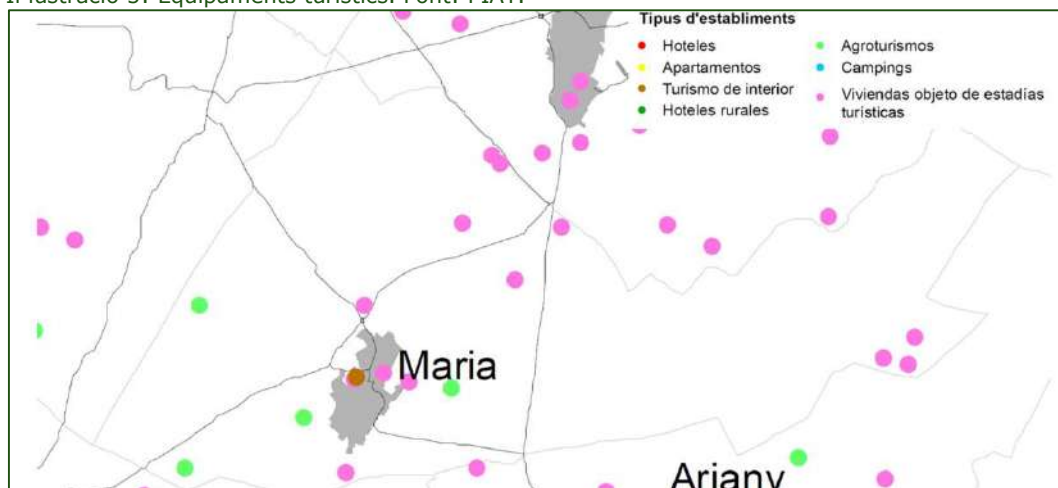 Il·lustració 5. Equipaments turístics. Font: PIAT.
Tipus d'establiments
Hoteles
Apartamentos
Turismo de interior
Hoteles rurales
Agroturismos
Campings
Viviendas objeto de estadías
turísticas
Maria
Ariany